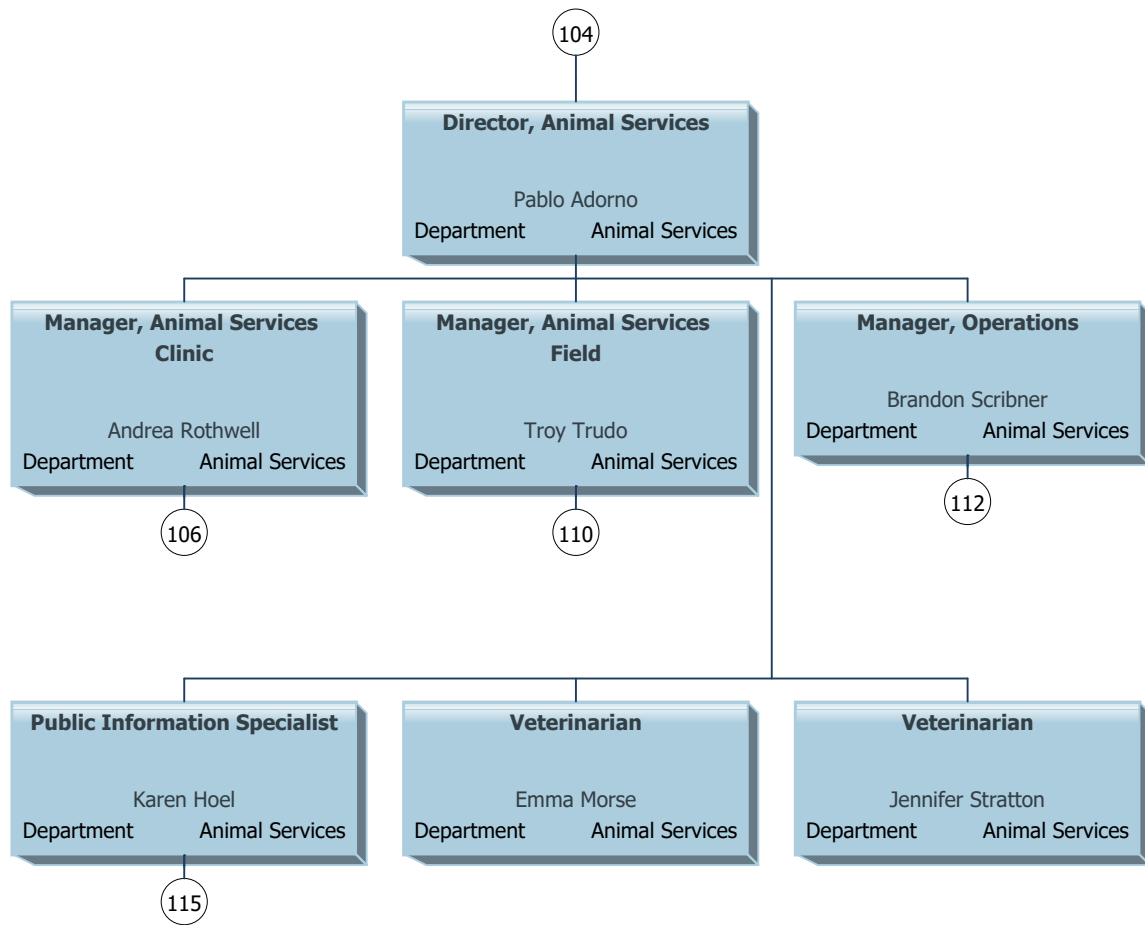 104
Director, Animal Services
Pablo Adorno
Department Animal Services
Manager, Animal Services
Clinic
Andrea Rothwell
Department Animal Services
106
Manager, Animal Services
Field
Troy Trudo
Department Animal Services
110
Manager, Operations
Brandon Scribner
Department Animal Services
112
Public Information Specialist
Karen Hoel
Department Animal Services
115
Veterinarian
Emma Morse
Department Animal Services
Veterinarian
Jennifer Stratton
Department Animal Services